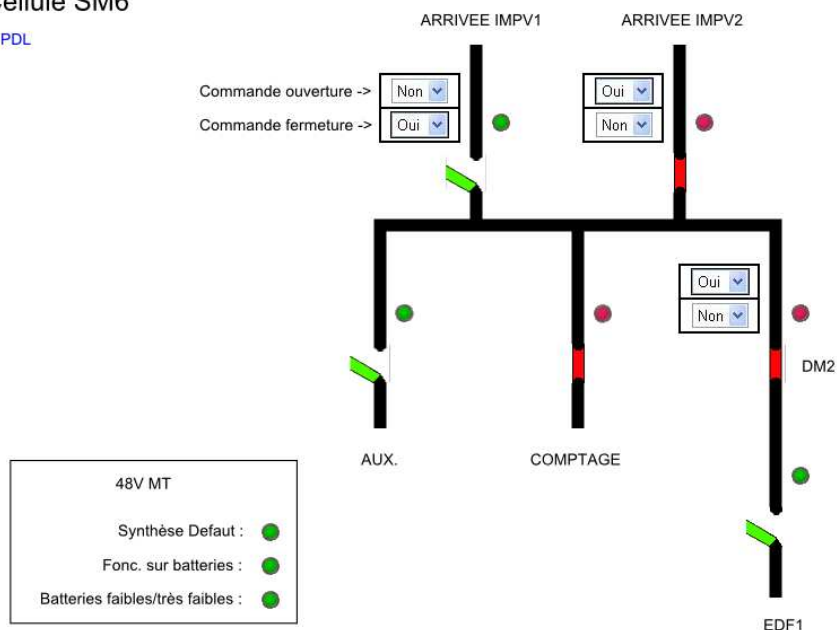 Cellule SM6
PDL
ARRIVEE IMPV1
ARRIVEE IMPV2
Commande ouverture ->
Non
Oui
Commande fermeture ->
Oui
Non
Oui
Non
DM2
AUX.
COMPTAGE
48V MT
Synthèse Defaut :
Fonc. sur batteries :
Batteries faibles/très faibles :
EDF1